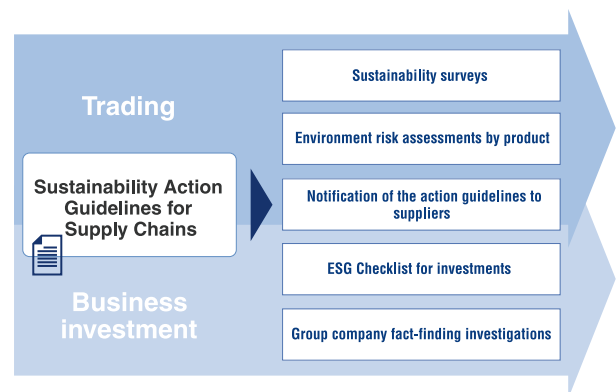 Trading
Sustainability Action
Guidelines for
Supply Chains
Business
investment
Sustainability surveys
Environment risk assessments by product
Notification of the action guidelines to
suppliers
ESG Checklist for investments
Group company fact-finding investigations